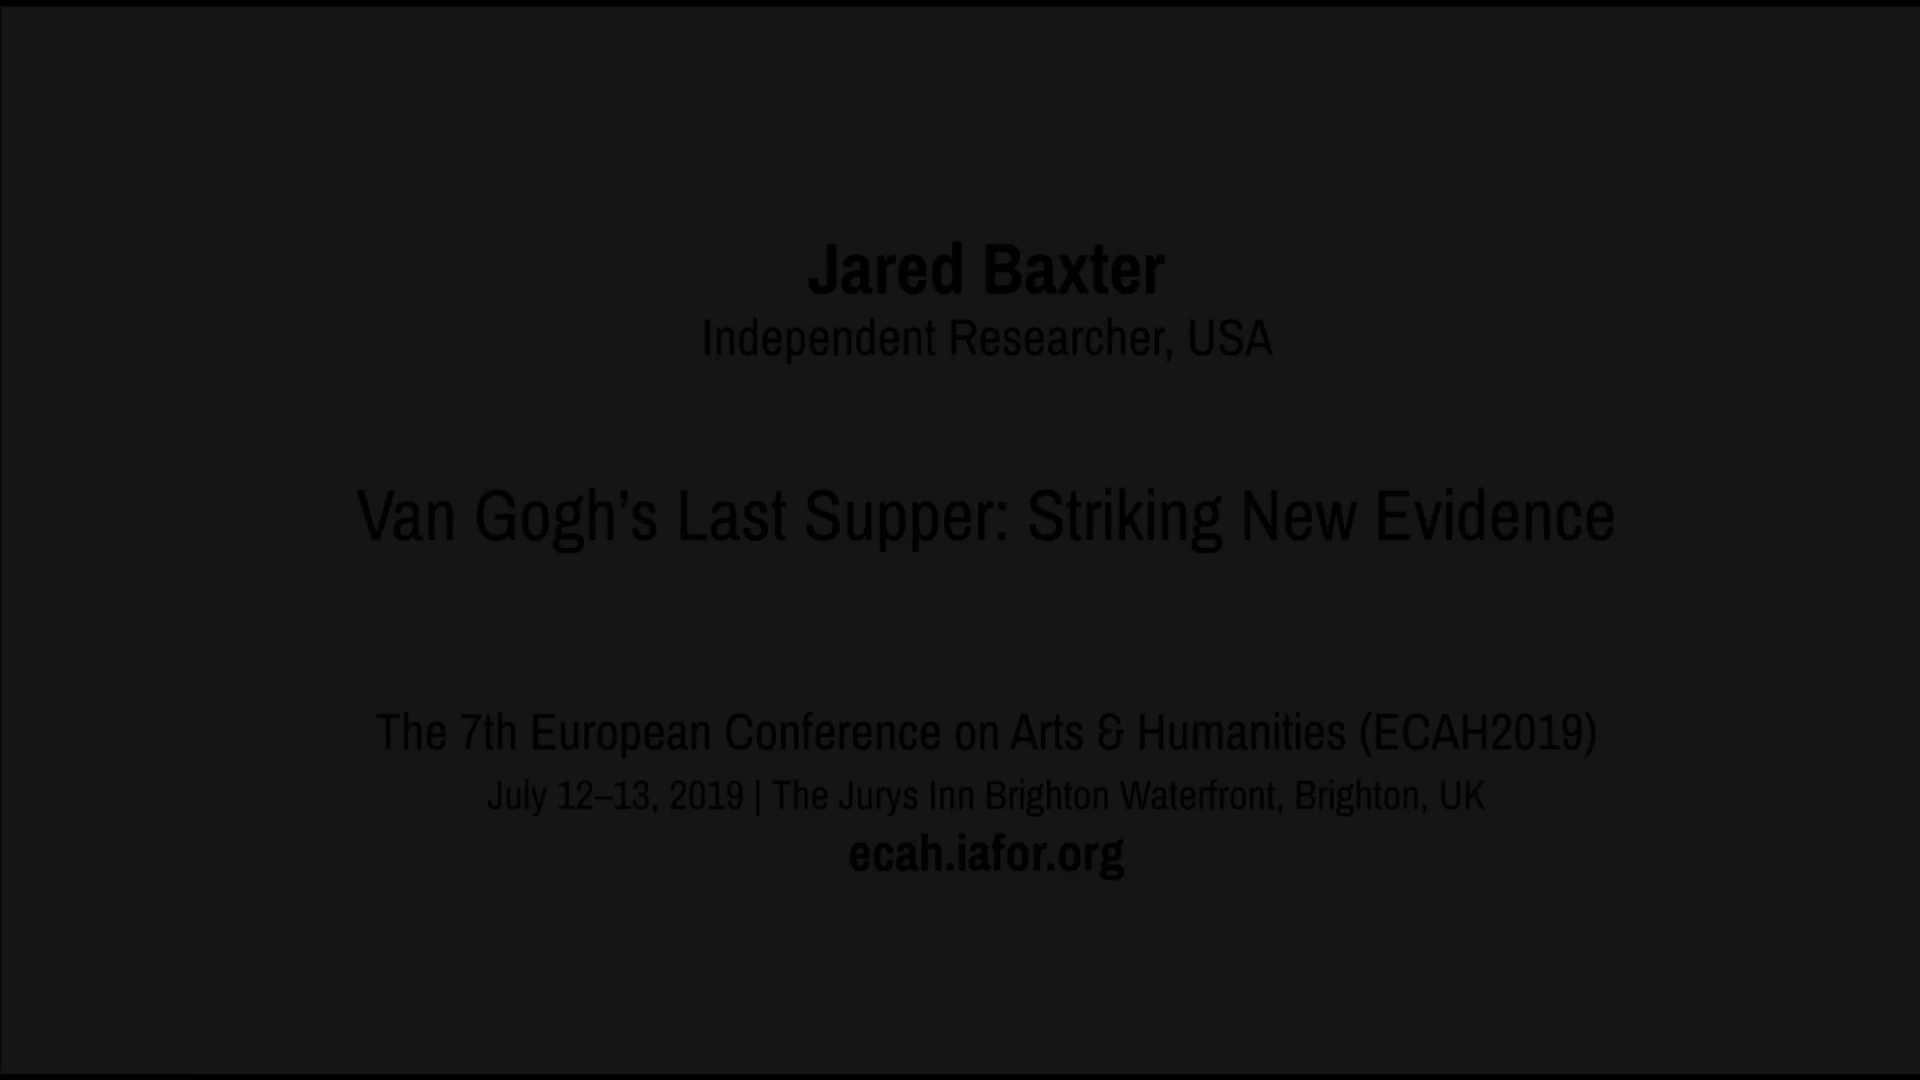 Jared Baxter
Independent Researcher, USA
Van Gogh’s Last Supper: Striking New Evidence
The 7th European Conference on Arts & Humanities (ECAH2019)
July 12–13, 2019 | The Jurys Inn Brighton Waterfront, Brighton, UK
ecah.iafor.org